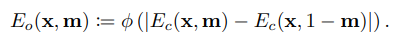 E_o(x, m) := ϕ (|E_c(x, m) − E_c(x, 1 − m)|) .